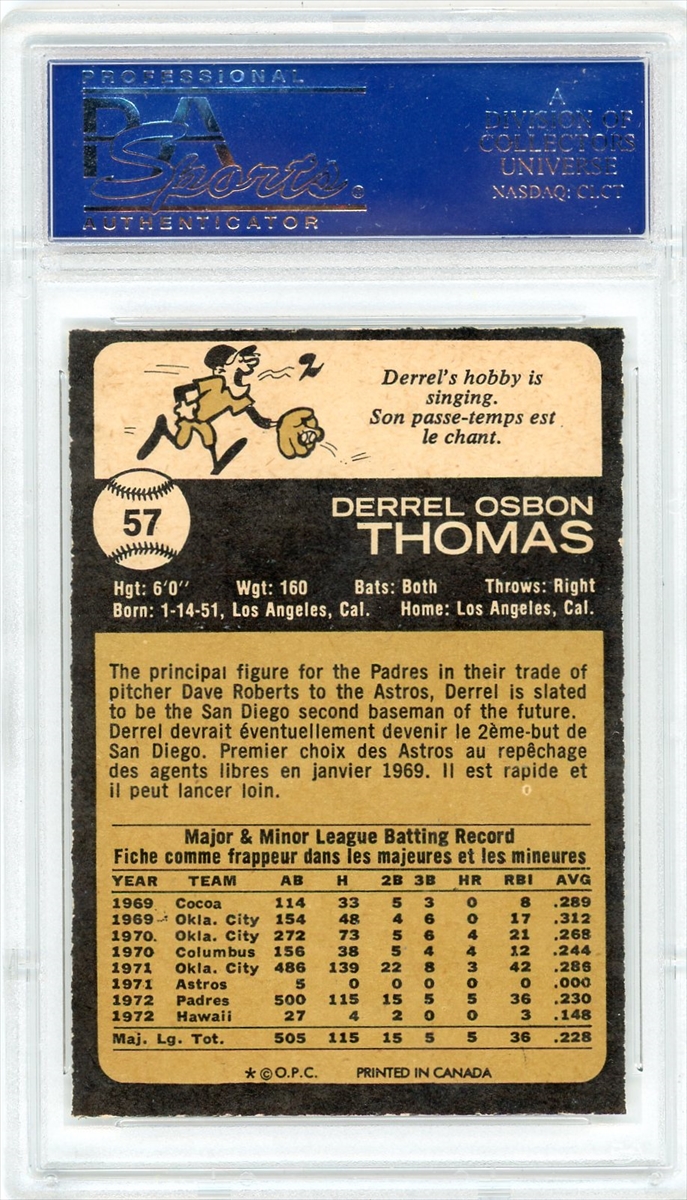 PROFESSIONAL
PSA
Sports®
AUTHENTICATOR
A
DIVISION OF
COLLECTORS
UNIVERSE
NASDAQ: CLCT
Derrel's hobby is
singing.
Son passe-temps est
le chant.
57
DERREL OSBON
THOMAS
Hgt: 6'0" Wgt: 160 Bats: Both Throws: Right
Born: 1-14-51, Los Angeles, Cal. Home: Los Angeles, Cal.
The principal figure for the Padres in their trade of
pitcher Dave Roberts to the Astros, Derrel is slated
to be the San Diego second baseman of the future.
Derrel devrait éventuellement devenir le 2ème-but de
San Diego. Premier choix des Astros au repêchage
des agents libres en janvier 1969. Il est rapide et
il peut lancer loin.
Major & Minor League Batting Record
Fiche comme frappeur dans les majeures et les mineures
YEAR TEAM AB H 2B 3B HR RBI AVG
1969 Cocoa 114 33 5 3 0 8 .289
1969 Okla. City 154 48 4 6 0 17 .312
1970 Okla. City 272 73 5 6 4 21 .268
1970 Columbus 156 38 5 4 4 12 .244
1971 Okla. City 486 139 22 8 3 42 .286
1971 Astros 5 0 0 0 0 0 .000
1972 Padres 500 115 15 5 5 36 .230
1972 Hawaii 27 4 2 0 0 3 .148
Maj. Lg. Tot. 505 115 15 5 5 36 .228
*©O.P.C. PRINTED IN CANADA